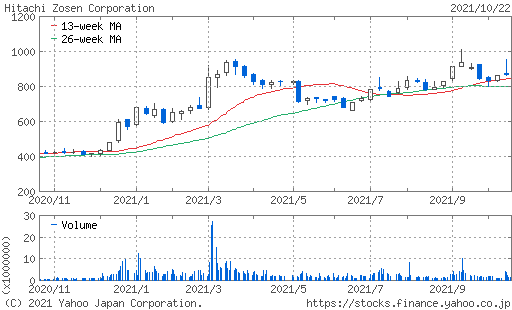 Hitachi Zosen Corporation 2021/10/22
1200
13-week MA
26-week MA
1000
800
600
400
200
2020/11 2021/1 2021/3 2021/5 2021/7 2021/9
30
Volume
20
10
0
(x1000000)
2020/11 2021/1 2021/3 2021/5 2021/7 2021/9
(C) 2021 Yahoo Japan Corporation. https://stocks.finance.yahoo.co.jp